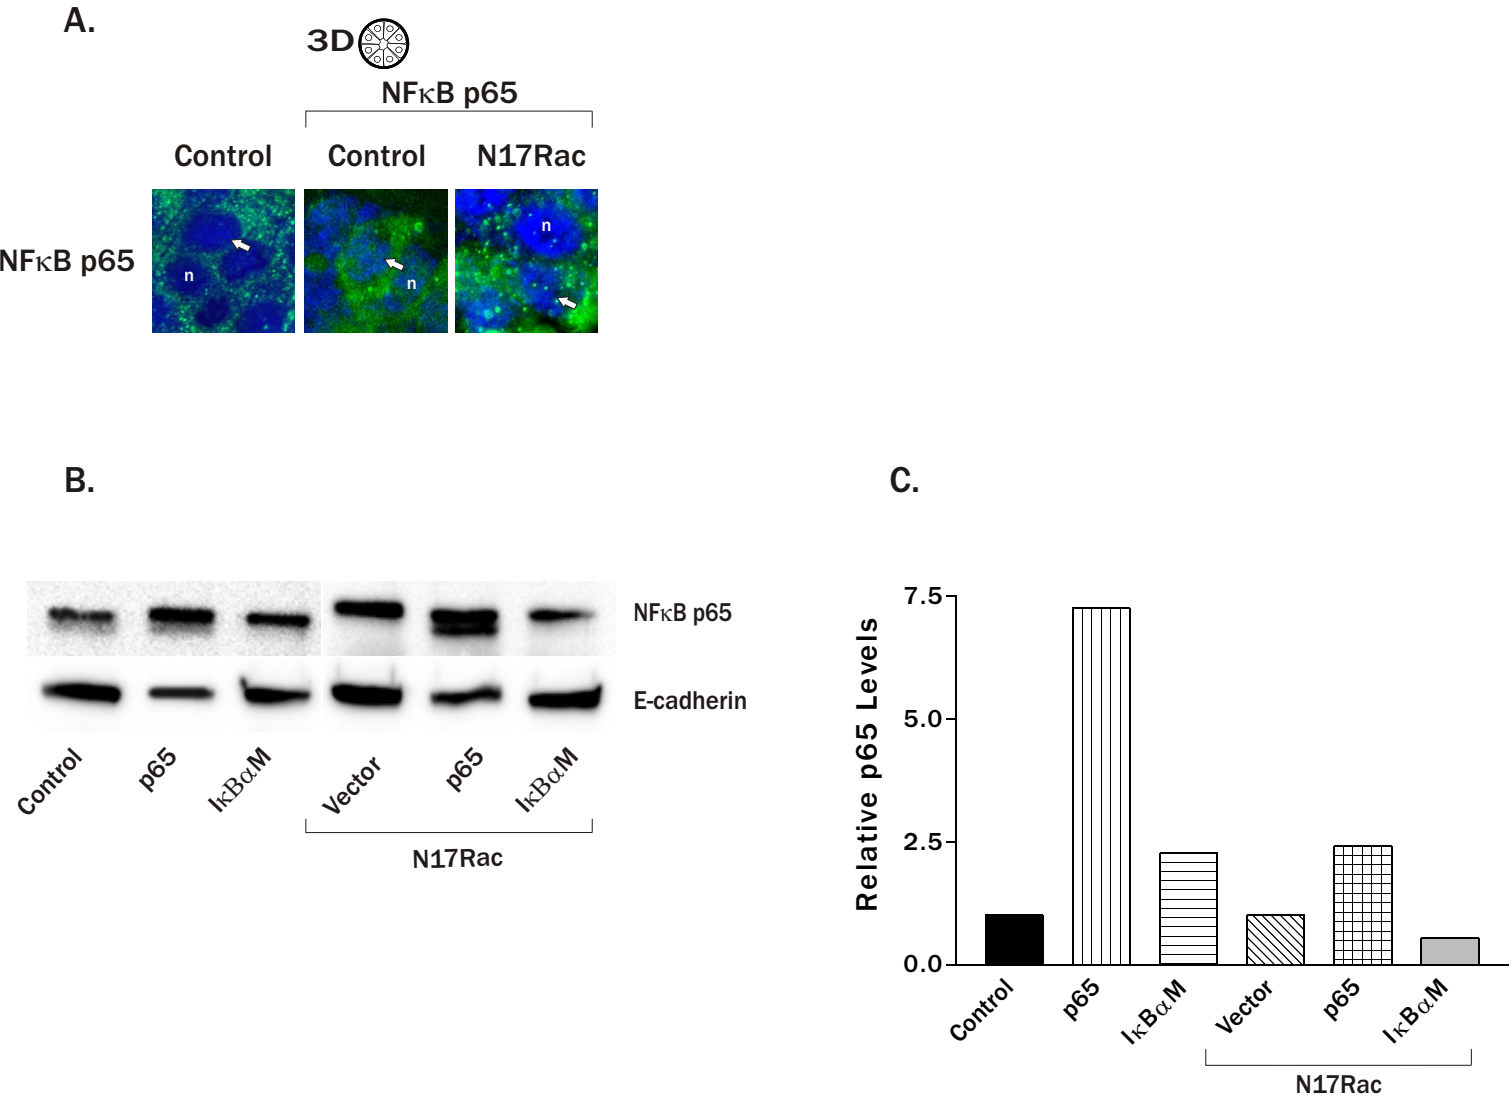 A.
3D
NFκB p65
Control
Control
N17Rac
NFκB p65
n
n
n
B.
NFκB p65
E-cadherin
Control
p65
IκBαM
Vector
p65
IκBαM
N17Rac
C.
Relative p65 Levels
7.5
5.0
2.5
0.0
Control
p65
IκBαM
Vector
p65
IκBαM
N17Rac